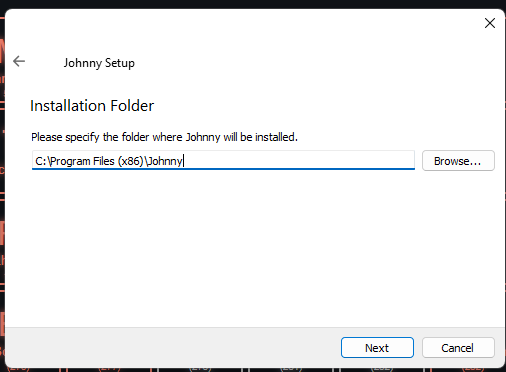 Johnny Setup
Installation Folder
Please specify the folder where Johnny will be installed.
C:\Program Files (x86)\Johnny
Browse...
Next
Cancel